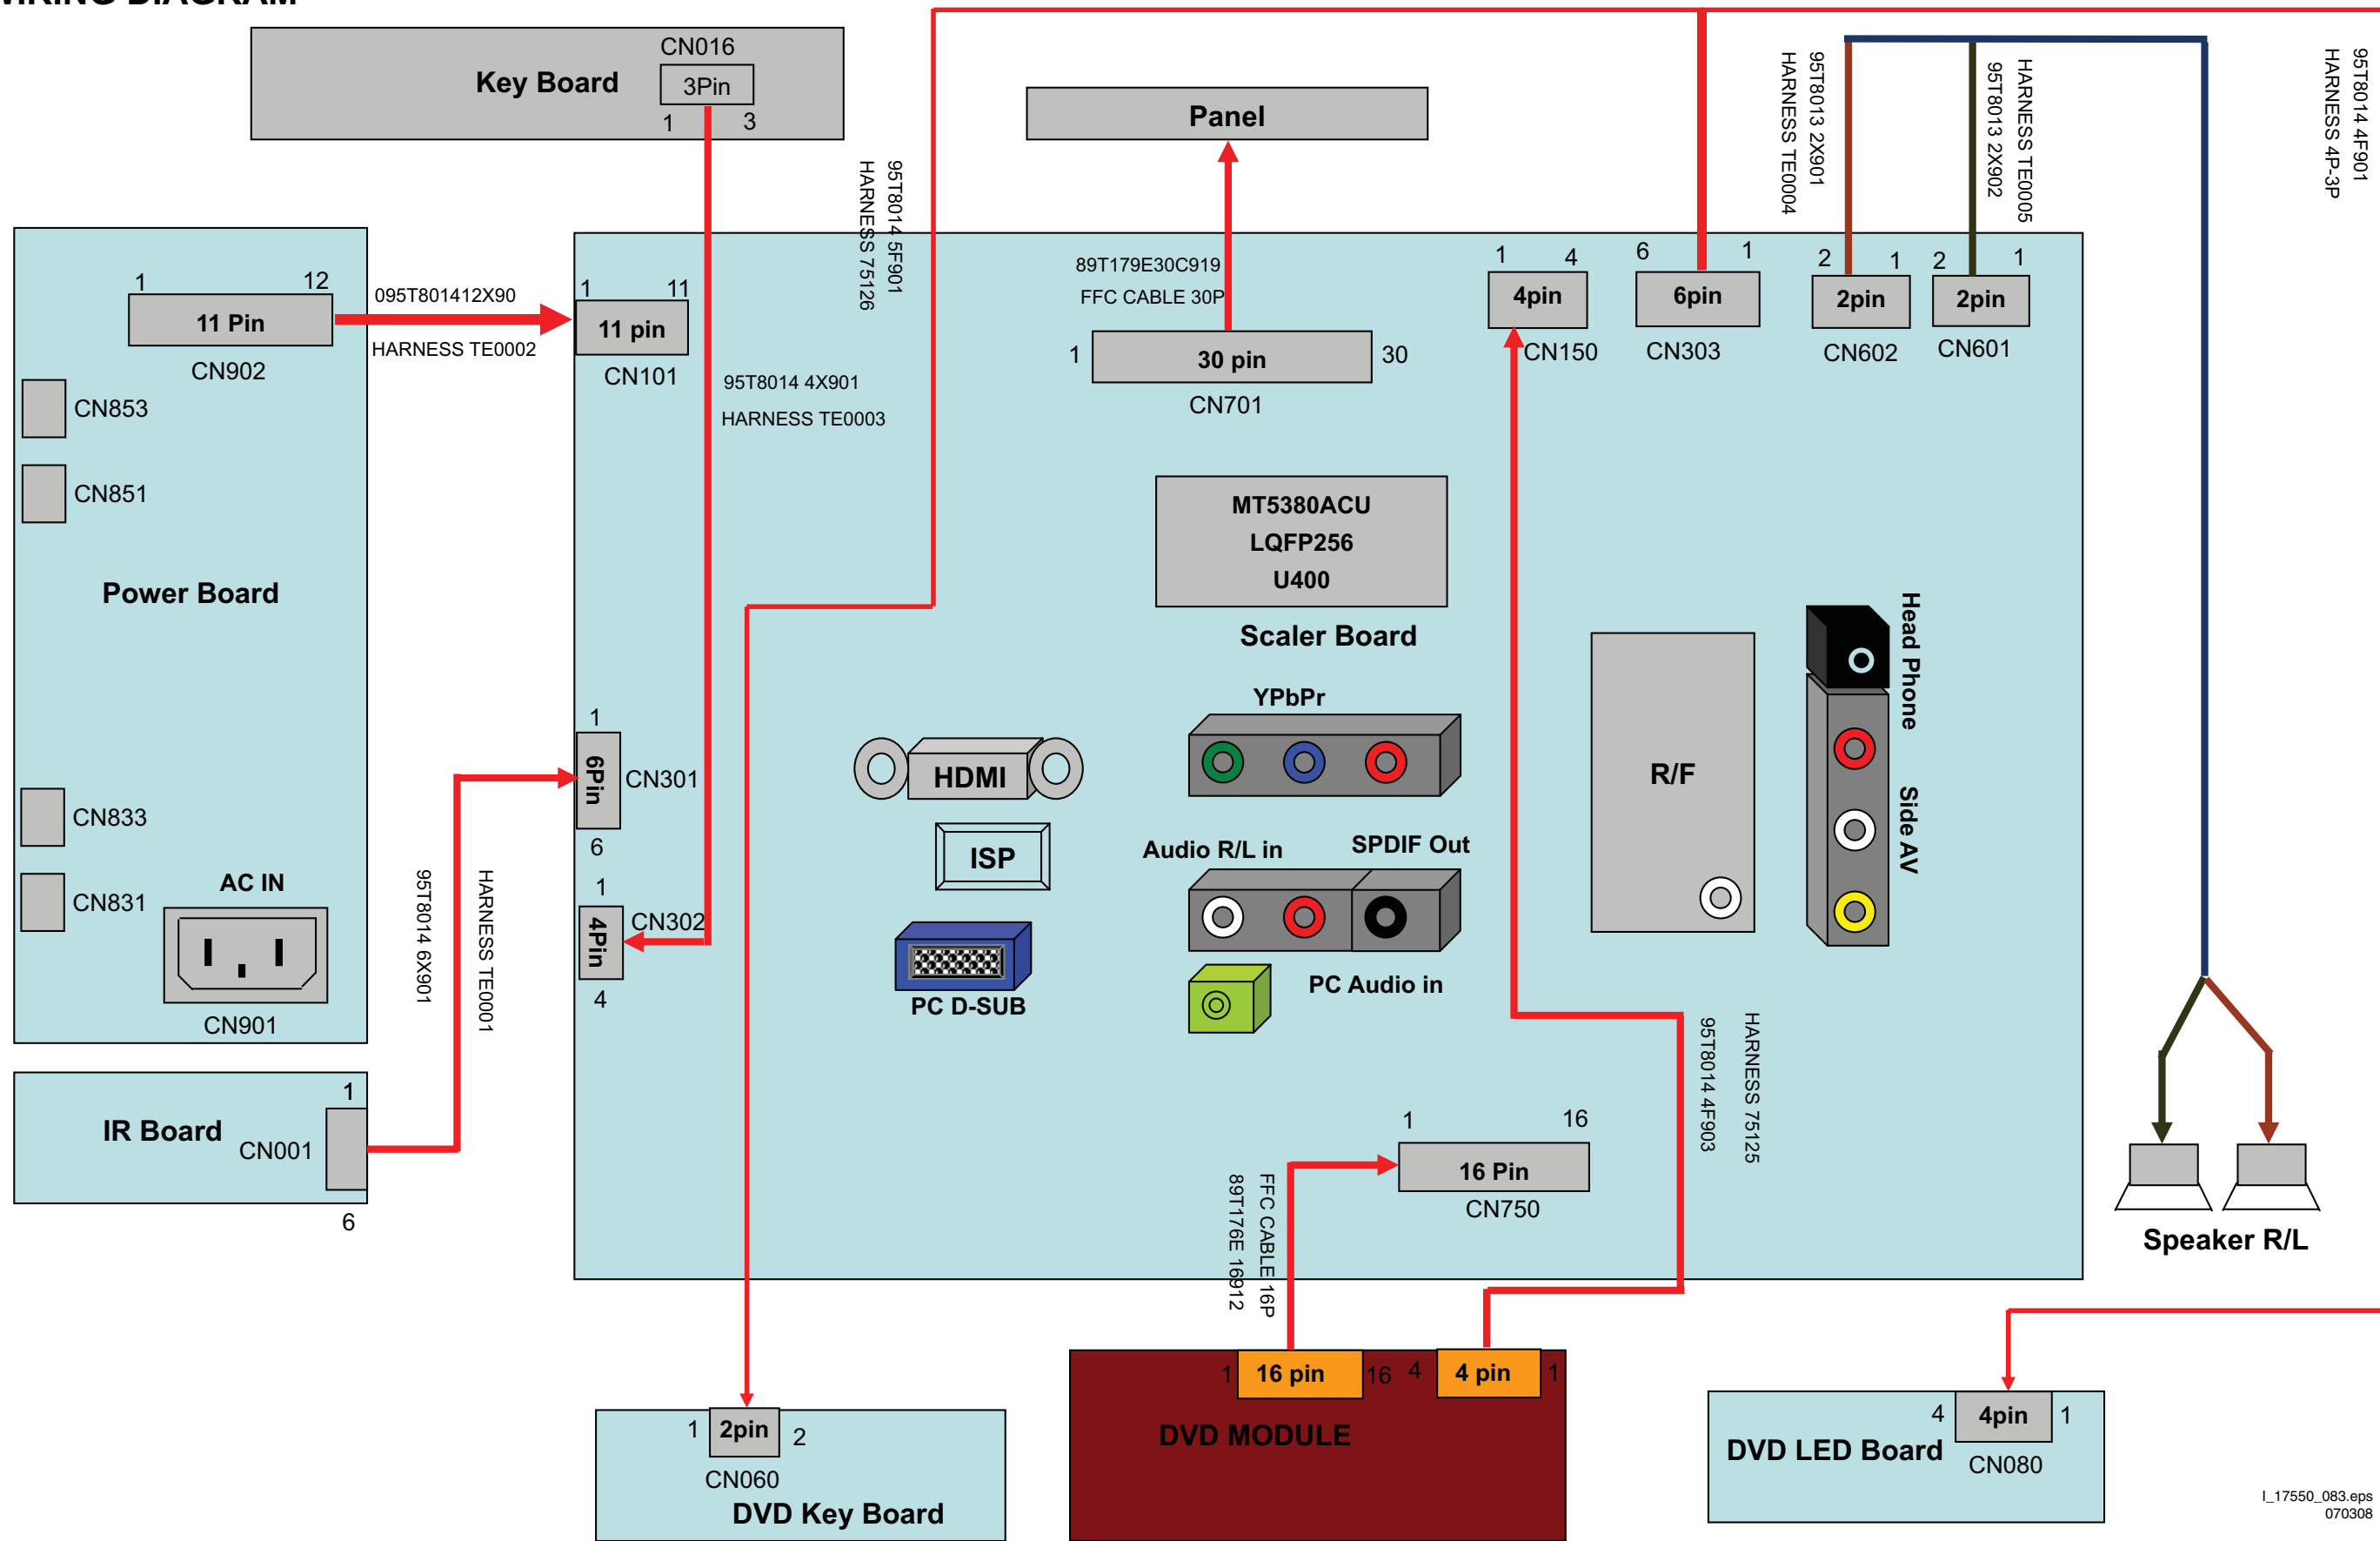 WIRING DIAGRAM
CN016
Key Board
3Pin
1 3
Panel
95T8014 5F901
HARNESS 75126
95T8013 2X901
HARNESS TE0004
HARNESS TE0005
95T8013 2X902
95T8014 4F901
HARNESS 4P-3P
1 12
11 Pin
CN902
095T801412X90
HARNESS TE0002
1 11
11 pin
CN101
95T8014 4X901
HARNESS TE0003
89T179E30C919
FFC CABLE 30P
1 30 pin 30
CN701
1 4
4pin
CN150
6 1
6pin
CN303
2 1
2pin
CN602
2 1
2pin
CN601
CN853
CN851
Power Board
CN833
CN831
AC IN
CN901
MT5380ACU
LQFP256
U400
Scaler Board
YPbPr
HDMI
ISP
PC D-SUB
Audio R/L in
SPDIF Out
PC Audio in
R/F
Head Phone
Side AV
1
6Pin
CN301
6
1
4Pin
CN302
4
95T8014 6X901
HARNESS TE0001
IR Board
1
CN001
6
HARNESS 75125
95T8014 4F903
1 16
16 Pin
CN750
FFC CABLE 16P
89T176E 16912
Speaker R/L
1 2pin 2
CN060
DVD Key Board
1 16 pin 16
4 4 pin 1
DVD MODULE
4 4pin 1
DVD LED Board
CN080
I_17550_083.eps
070308